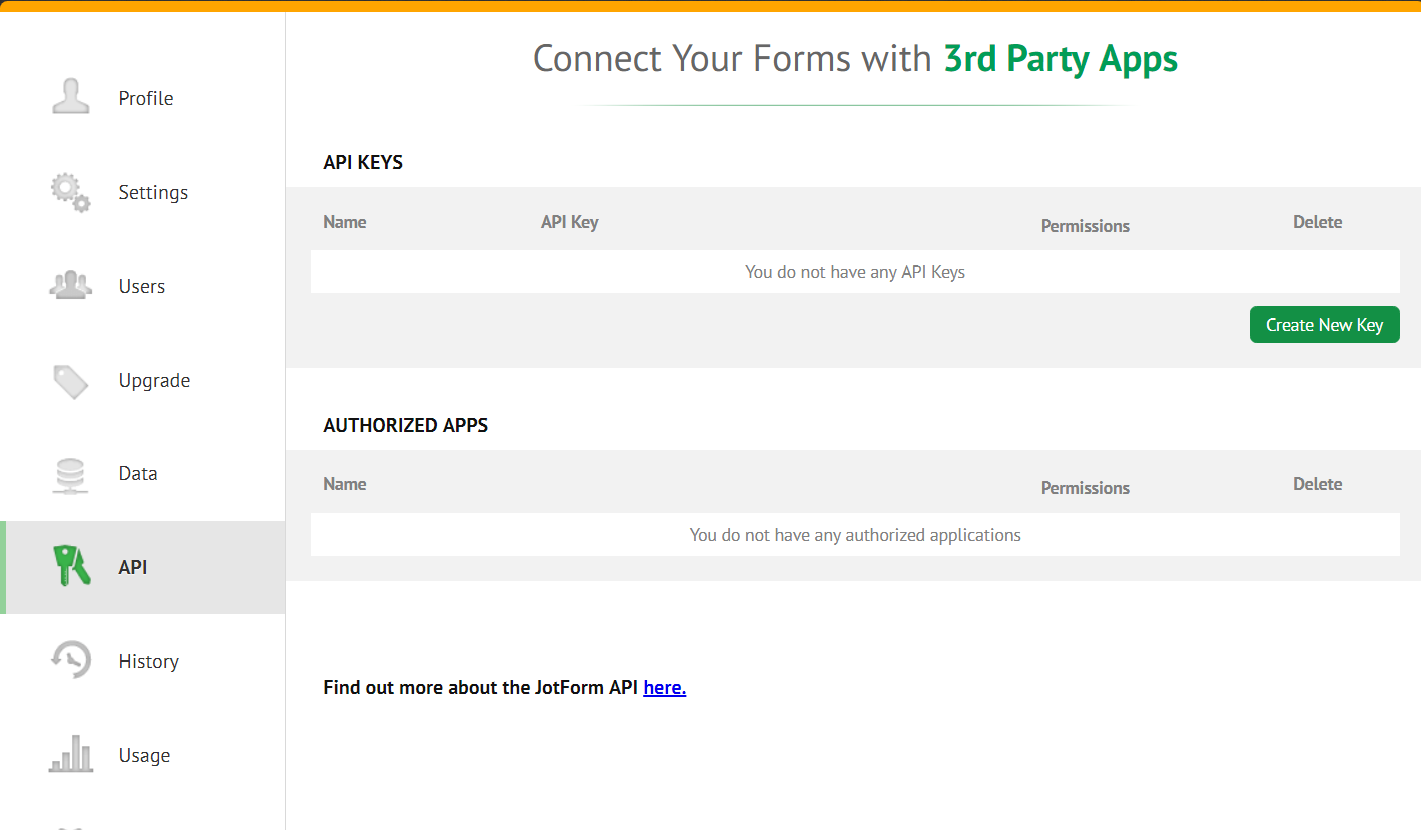 Connect Your Forms with 3rd Party Apps
Profile
Settings
Users
Upgrade
Data
API
History
Usage
API KEYS
Name API Key Permissions Delete
You do not have any API Keys
Create New Key
AUTHORIZED APPS
Name Permissions Delete
You do not have any authorized applications
Find out more about the JotForm API here.